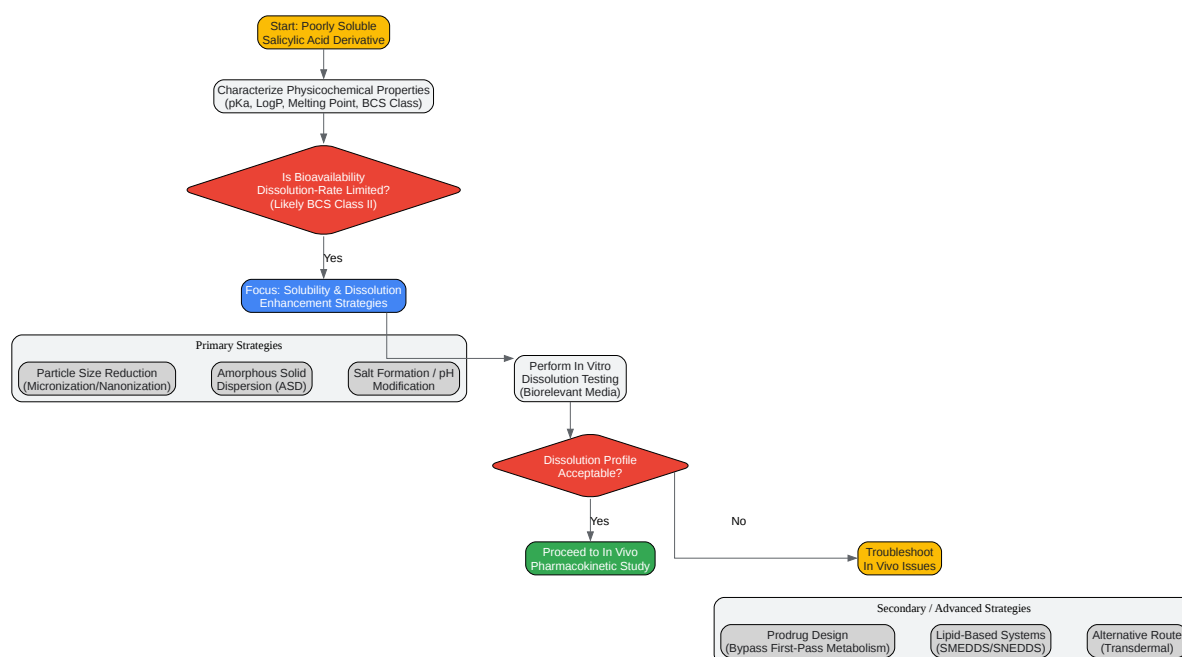 Start: Poorly Soluble
Salicylic Acid Derivative
Characterize Physicochemical Properties
(pKa, LogP, Melting Point, BCS Class)
Is Bioavailability
Dissolution-Rate Limited?
(Likely BCS Class II)
Yes
Focus: Solubility & Dissolution
Enhancement Strategies
Primary Strategies
Particle Size Reduction
(Micronization/Nanonization)
Amorphous Solid
Dispersion (ASD)
Salt Formation / pH
Modification
Perform In Vitro
Dissolution Testing
(Biorelevant Media)
Dissolution Profile
Acceptable?
Yes
No
Proceed to In Vivo
Pharmacokinetic Study
Troubleshoot
In Vivo Issues
Secondary / Advanced Strategies
Prodrug Design
(Bypass First-Pass Metabolism)
Lipid-Based Systems
(SMEDDS/SNEDDS)
Alternative Route
(Transdermal)